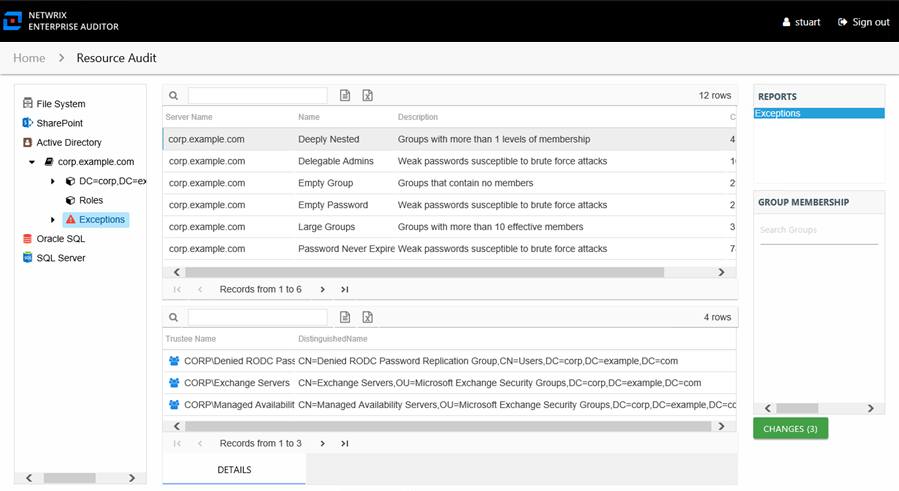 NETWRIX
ENTERPRISE AUDITOR
stuart
Sign out
Home > Resource Audit
File System
SharePoint
Active Directory
corp.example.com
DC=corp,DC=ex
Roles
Exceptions
Oracle SQL
SQL Server
12 rows
Server Name Name Description C
corp.example.com Deeply Nested Groups with more than 1 levels of membership 4
corp.example.com Delegable Admins Weak passwords susceptible to brute force attacks 1
corp.example.com Empty Group Groups that contain no members 2
corp.example.com Empty Password Weak passwords susceptible to brute force attacks 2
corp.example.com Large Groups Groups with more than 10 effective members 3
corp.example.com Password Never Expire Weak passwords susceptible to brute force attacks 7
Records from 1 to 6
4 rows
Trustee Name DistinguishedName
CORP\Denied RODC Pass CN=Denied RODC Password Replication Group,CN=Users,DC=corp,DC=example,DC=com
CORP\Exchange Servers CN=Exchange Servers,OU=Microsoft Exchange Security Groups,DC=corp,DC=example,DC=com
CORP\Managed Availabilit CN=Managed Availability Servers,OU=Microsoft Exchange Security Groups,DC=corp,DC=example,DC=co
Records from 1 to 3
DETAILS
REPORTS
Exceptions
GROUP MEMBERSHIP
Search Groups
CHANGES (3)